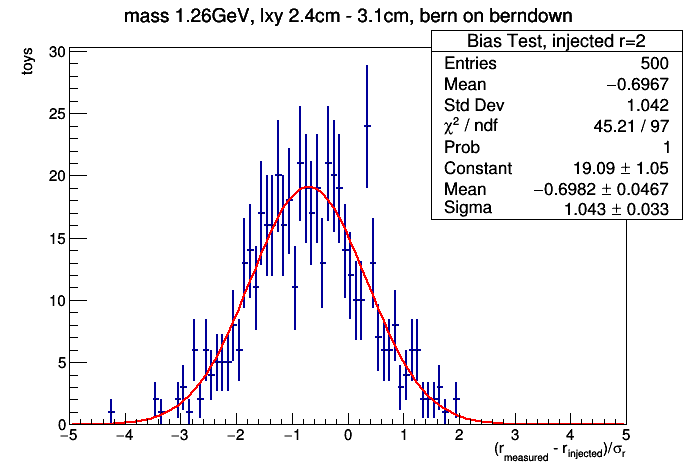 mass 1.26GeV, lxy 2.4cm - 3.1cm, bern on berndown
toys
Bias Test, injected r=2
Entries 500
Mean −0.6967
Std Dev 1.042
χ² / ndf 45.21 / 97
Prob 1
Constant 19.09 ± 1.05
Mean −0.6982 ± 0.0467
Sigma 1.043 ± 0.033
30
25
20
15
10
5
0
−5 −4 −3 −2 −1 0 1 2 3 4 5
(r_measured - r_injected)/σ_r